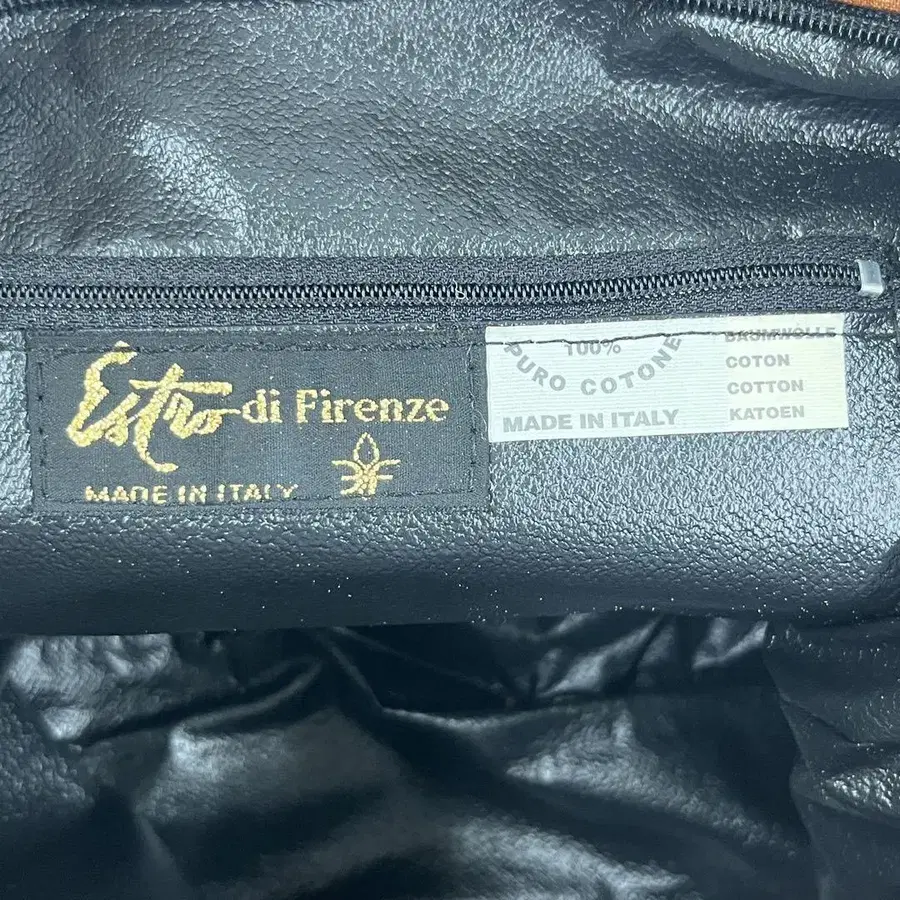 Estro di Firenze
MADE IN ITALY
100%
PURO COTONE
MADE IN ITALY
BAUMWOLLE
COTON
COTTON
KATOEN